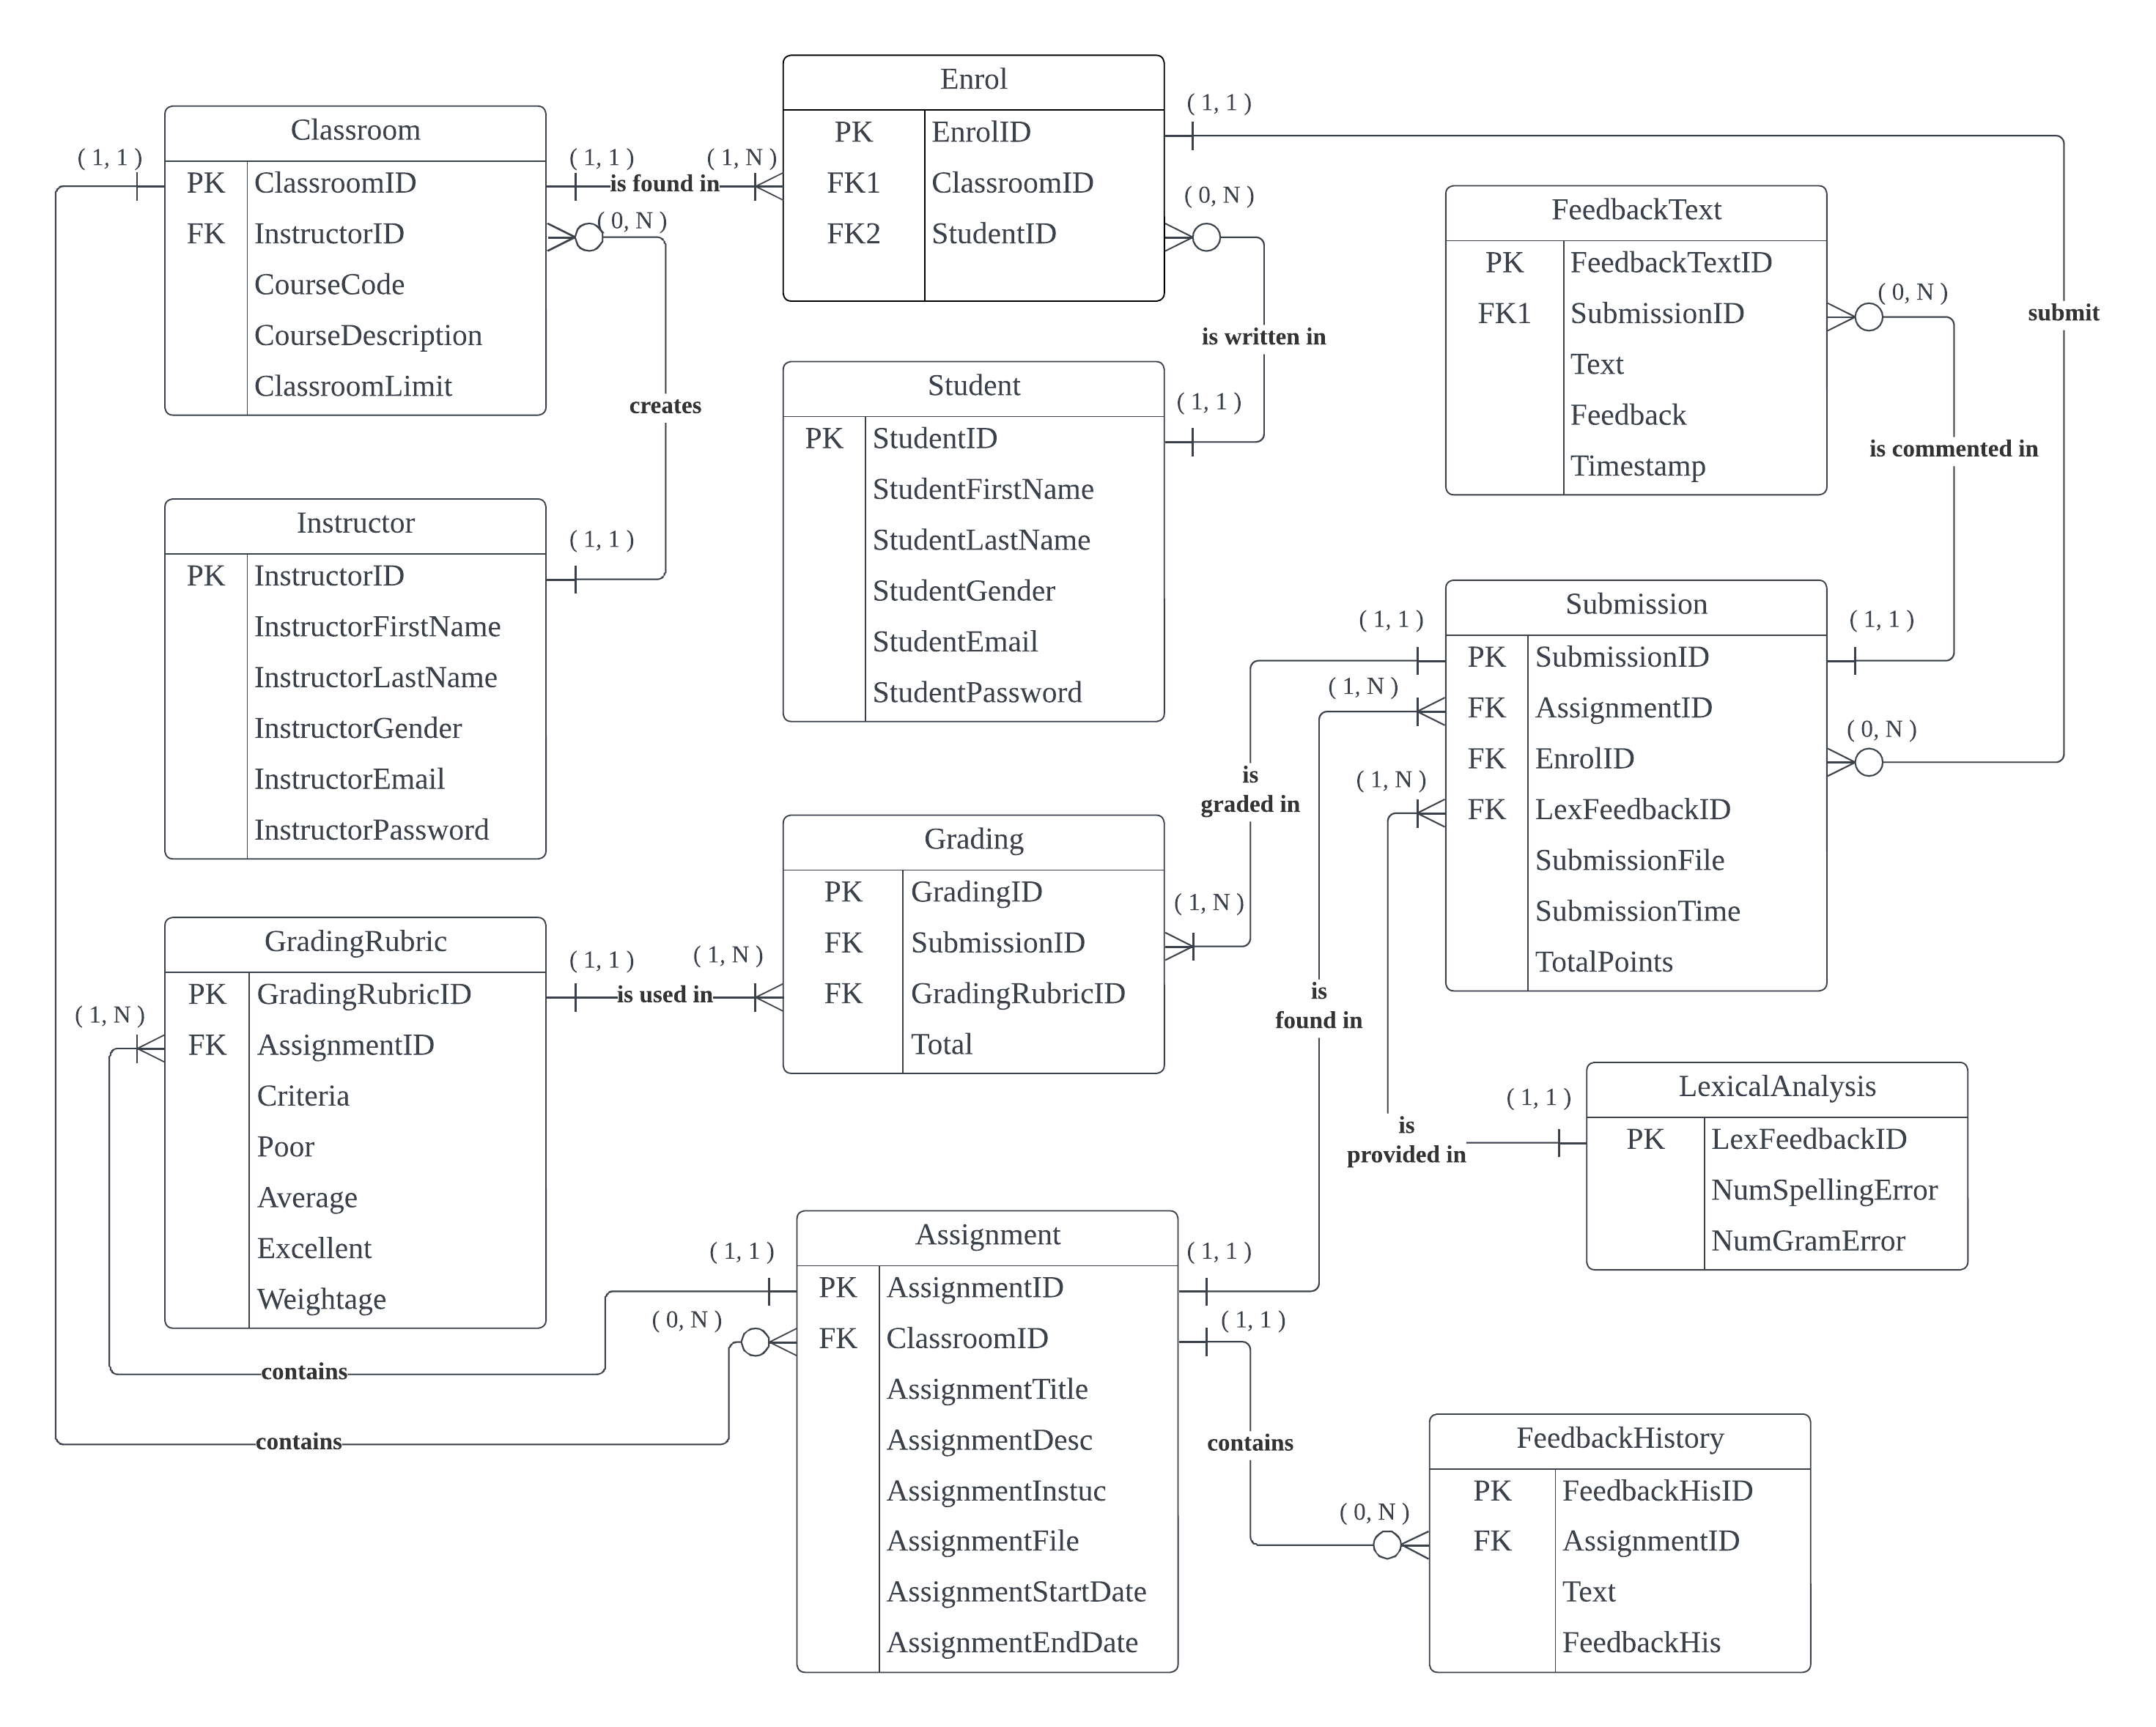 Enrol
PK EnrolID
FK1 ClassroomID
FK2 StudentID
( 1, 1 )
( 0, N )
Classroom
PK ClassroomID
FK InstructorID
CourseCode
CourseDescription
ClassroomLimit
( 1, 1 )
( 1, 1 )
is found in
( 1, N )
( 0, N )
creates
FeedbackText
PK FeedbackTextID
FK1 SubmissionID
Text
Feedback
Timestamp
( 0, N )
submit
is written in
is commented in
Student
PK StudentID
StudentFirstName
StudentLastName
StudentGender
StudentEmail
StudentPassword
( 1, 1 )
Instructor
PK InstructorID
InstructorFirstName
InstructorLastName
InstructorGender
InstructorEmail
InstructorPassword
( 1, 1 )
Submission
PK SubmissionID
FK AssignmentID
FK EnrolID
FK LexFeedbackID
SubmissionFile
SubmissionTime
TotalPoints
( 1, 1 )
( 1, 1 )
( 1, N )
( 0, N )
( 1, N )
is
graded in
Grading
PK GradingID
FK SubmissionID
FK GradingRubricID
Total
( 1, N )
GradingRubric
PK GradingRubricID
FK AssignmentID
Criteria
Poor
Average
Excellent
Weightage
( 1, 1 )
is used in
( 1, N )
( 1, N )
is
found in
LexicalAnalysis
PK LexFeedbackID
NumSpellingError
NumGramError
( 1, 1 )
is
provided in
Assignment
PK AssignmentID
FK ClassroomID
AssignmentTitle
AssignmentDesc
AssignmentInstuc
AssignmentFile
AssignmentStartDate
AssignmentEndDate
( 1, 1 )
( 1, 1 )
( 0, N )
( 1, 1 )
contains
contains
contains
FeedbackHistory
PK FeedbackHisID
FK AssignmentID
Text
FeedbackHis
( 0, N )